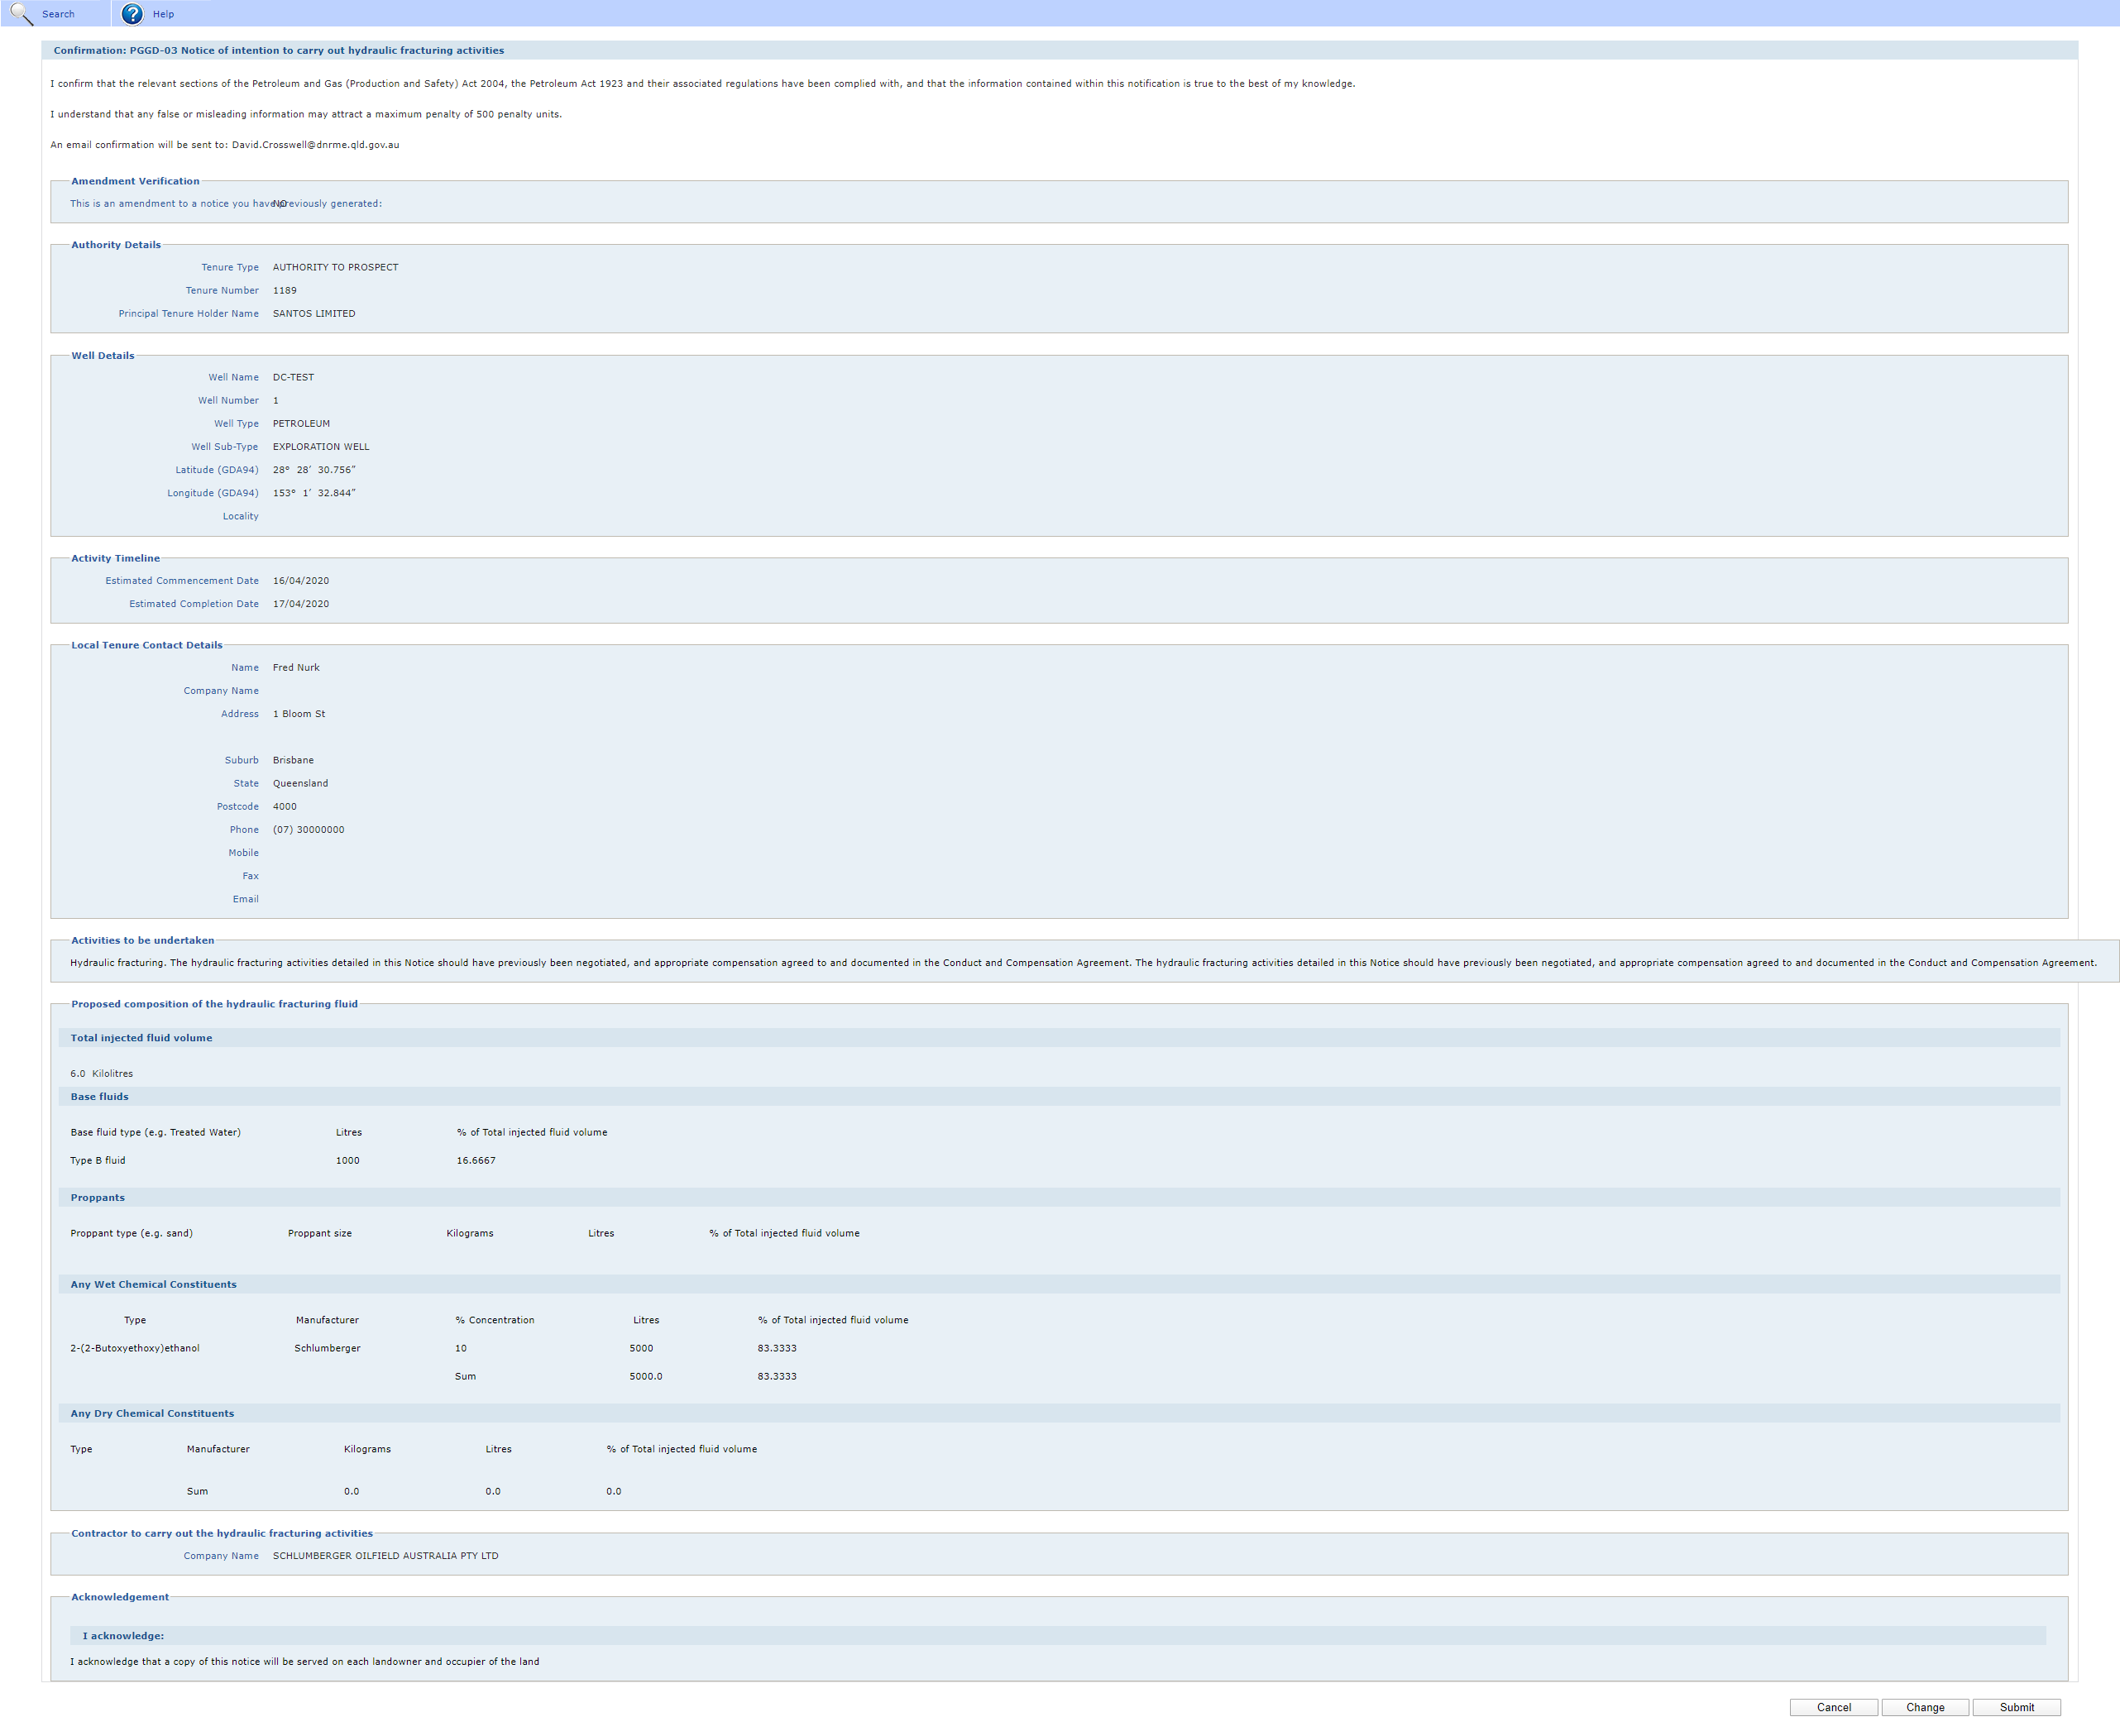 Search Help
Confirmation: PGGD-03 Notice of intention to carry out hydraulic fracturing activities
I confirm that the relevant sections of the Petroleum and Gas (Production and Safety) Act 2004, the Petroleum Act 1923 and their associated regulations have been complied with, and that the information contained within this notification is true to the best of my knowledge.
I understand that any false or misleading information may attract a maximum penalty of 500 penalty units.
An email confirmation will be sent to: David.Crosswell@dnrme.qld.gov.au
Amendment Verification
This is an amendment to a notice you have previously generated: NO
Authority Details
Tenure Type AUTHORITY TO PROSPECT
Tenure Number 1189
Principal Tenure Holder Name SANTOS LIMITED
Well Details
Well Name DC-TEST
Well Number 1
Well Type PETROLEUM
Well Sub-Type EXPLORATION WELL
Latitude (GDA94) 28° 28′ 30.756″
Longitude (GDA94) 153° 1′ 32.844″
Locality
Activity Timeline
Estimated Commencement Date 16/04/2020
Estimated Completion Date 17/04/2020
Local Tenure Contact Details
Name Fred Nurk
Company Name
Address 1 Bloom St
Suburb Brisbane
State Queensland
Postcode 4000
Phone (07) 30000000
Mobile
Fax
Email
Activities to be undertaken
Hydraulic fracturing. The hydraulic fracturing activities detailed in this Notice should have previously been negotiated, and appropriate compensation agreed to and documented in the Conduct and Compensation Agreement. The hydraulic fracturing activities detailed in this Notice should have previously been negotiated, and appropriate compensation agreed to and documented in the Conduct and Compensation Agreement.
Proposed composition of the hydraulic fracturing fluid
Total injected fluid volume
6.0 Kilolitres
Base fluids
Base fluid type (e.g. Treated Water) Litres % of Total injected fluid volume
Type B fluid 1000 16.6667
Proppants
Proppant type (e.g. sand) Proppant size Kilograms Litres % of Total injected fluid volume
Any Wet Chemical Constituents
Type Manufacturer % Concentration Litres % of Total injected fluid volume
2-(2-Butoxyethoxy)ethanol Schlumberger 10 5000 83.3333
Sum 5000.0 83.3333
Any Dry Chemical Constituents
Type Manufacturer Kilograms Litres % of Total injected fluid volume
Sum 0.0 0.0 0.0
Contractor to carry out the hydraulic fracturing activities
Company Name SCHLUMBERGER OILFIELD AUSTRALIA PTY LTD
Acknowledgement
I acknowledge:
I acknowledge that a copy of this notice will be served on each landowner and occupier of the land
Cancel Change Submit